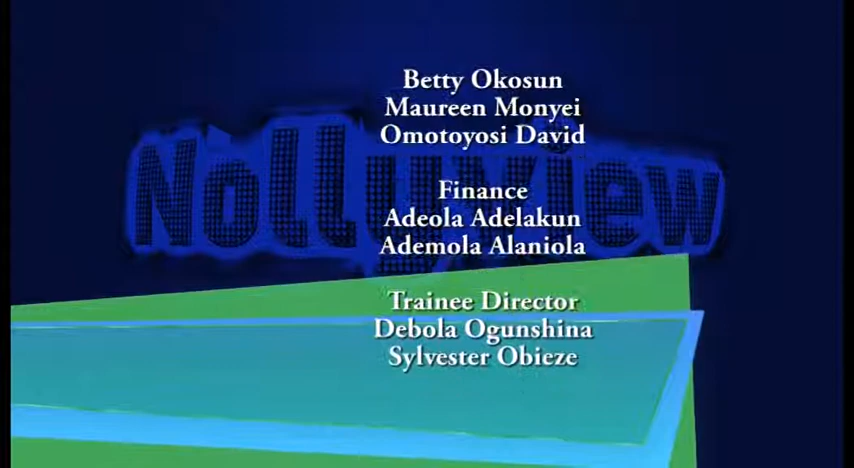 Betty Okosun
Maureen Monyei
Omotoyosi David
Nollyview
Finance
Adeola Adelakun
Ademola Alaniola
Trainee Director
Debola Ogunshina
Sylvester Obieze